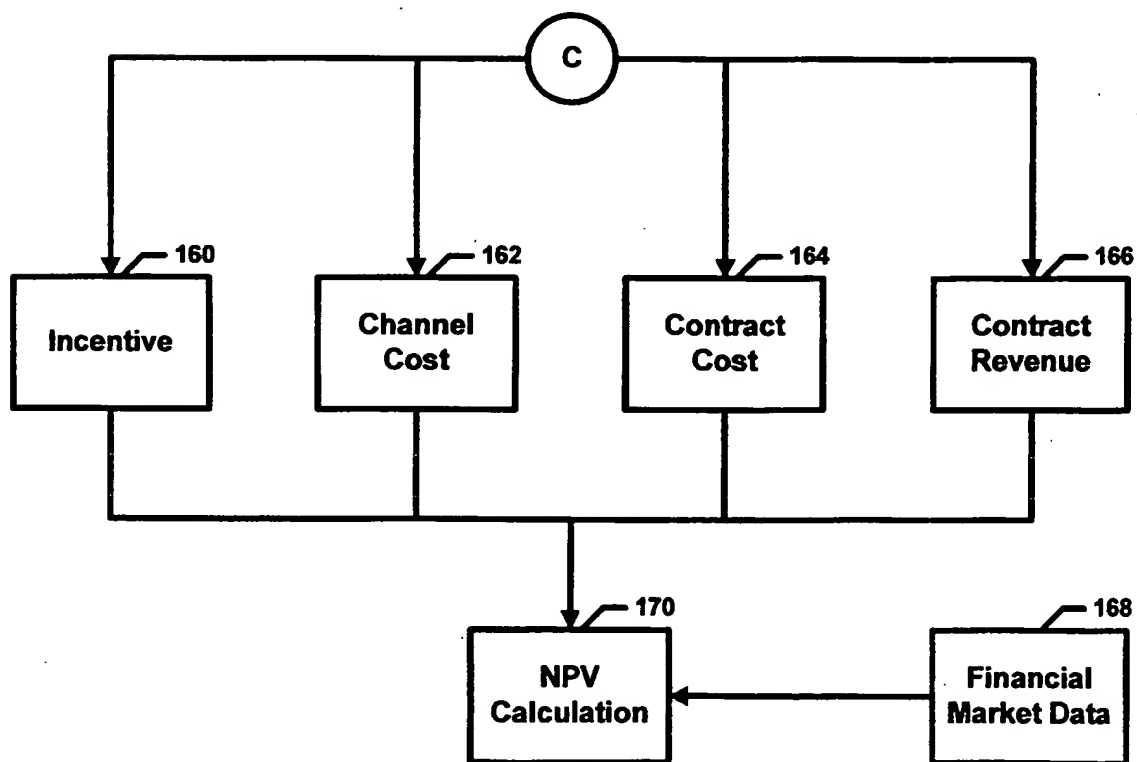 C
160
162
164
166
Incentive
Channel
Cost
Contract
Cost
Contract
Revenue
170
168
NPV
Calculation
Financial
Market Data